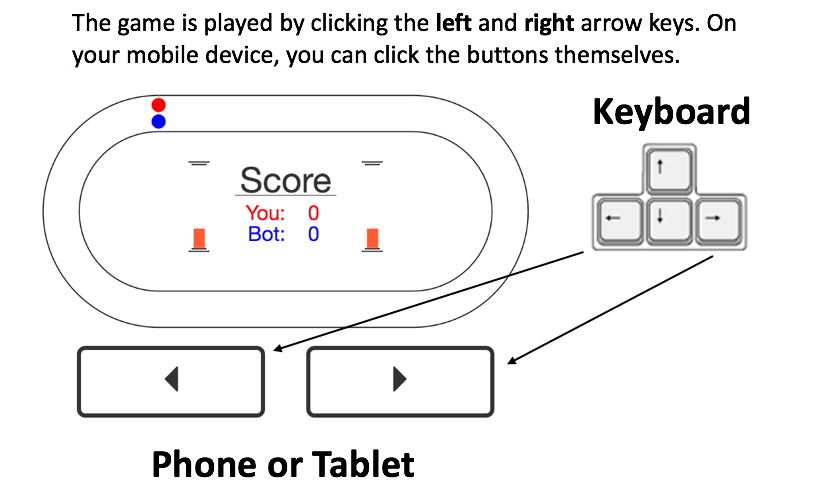 The game is played by clicking the left and right arrow keys. On
your mobile device, you can click the buttons themselves.
Keyboard
Score
You: 0
Bot: 0
Phone or Tablet